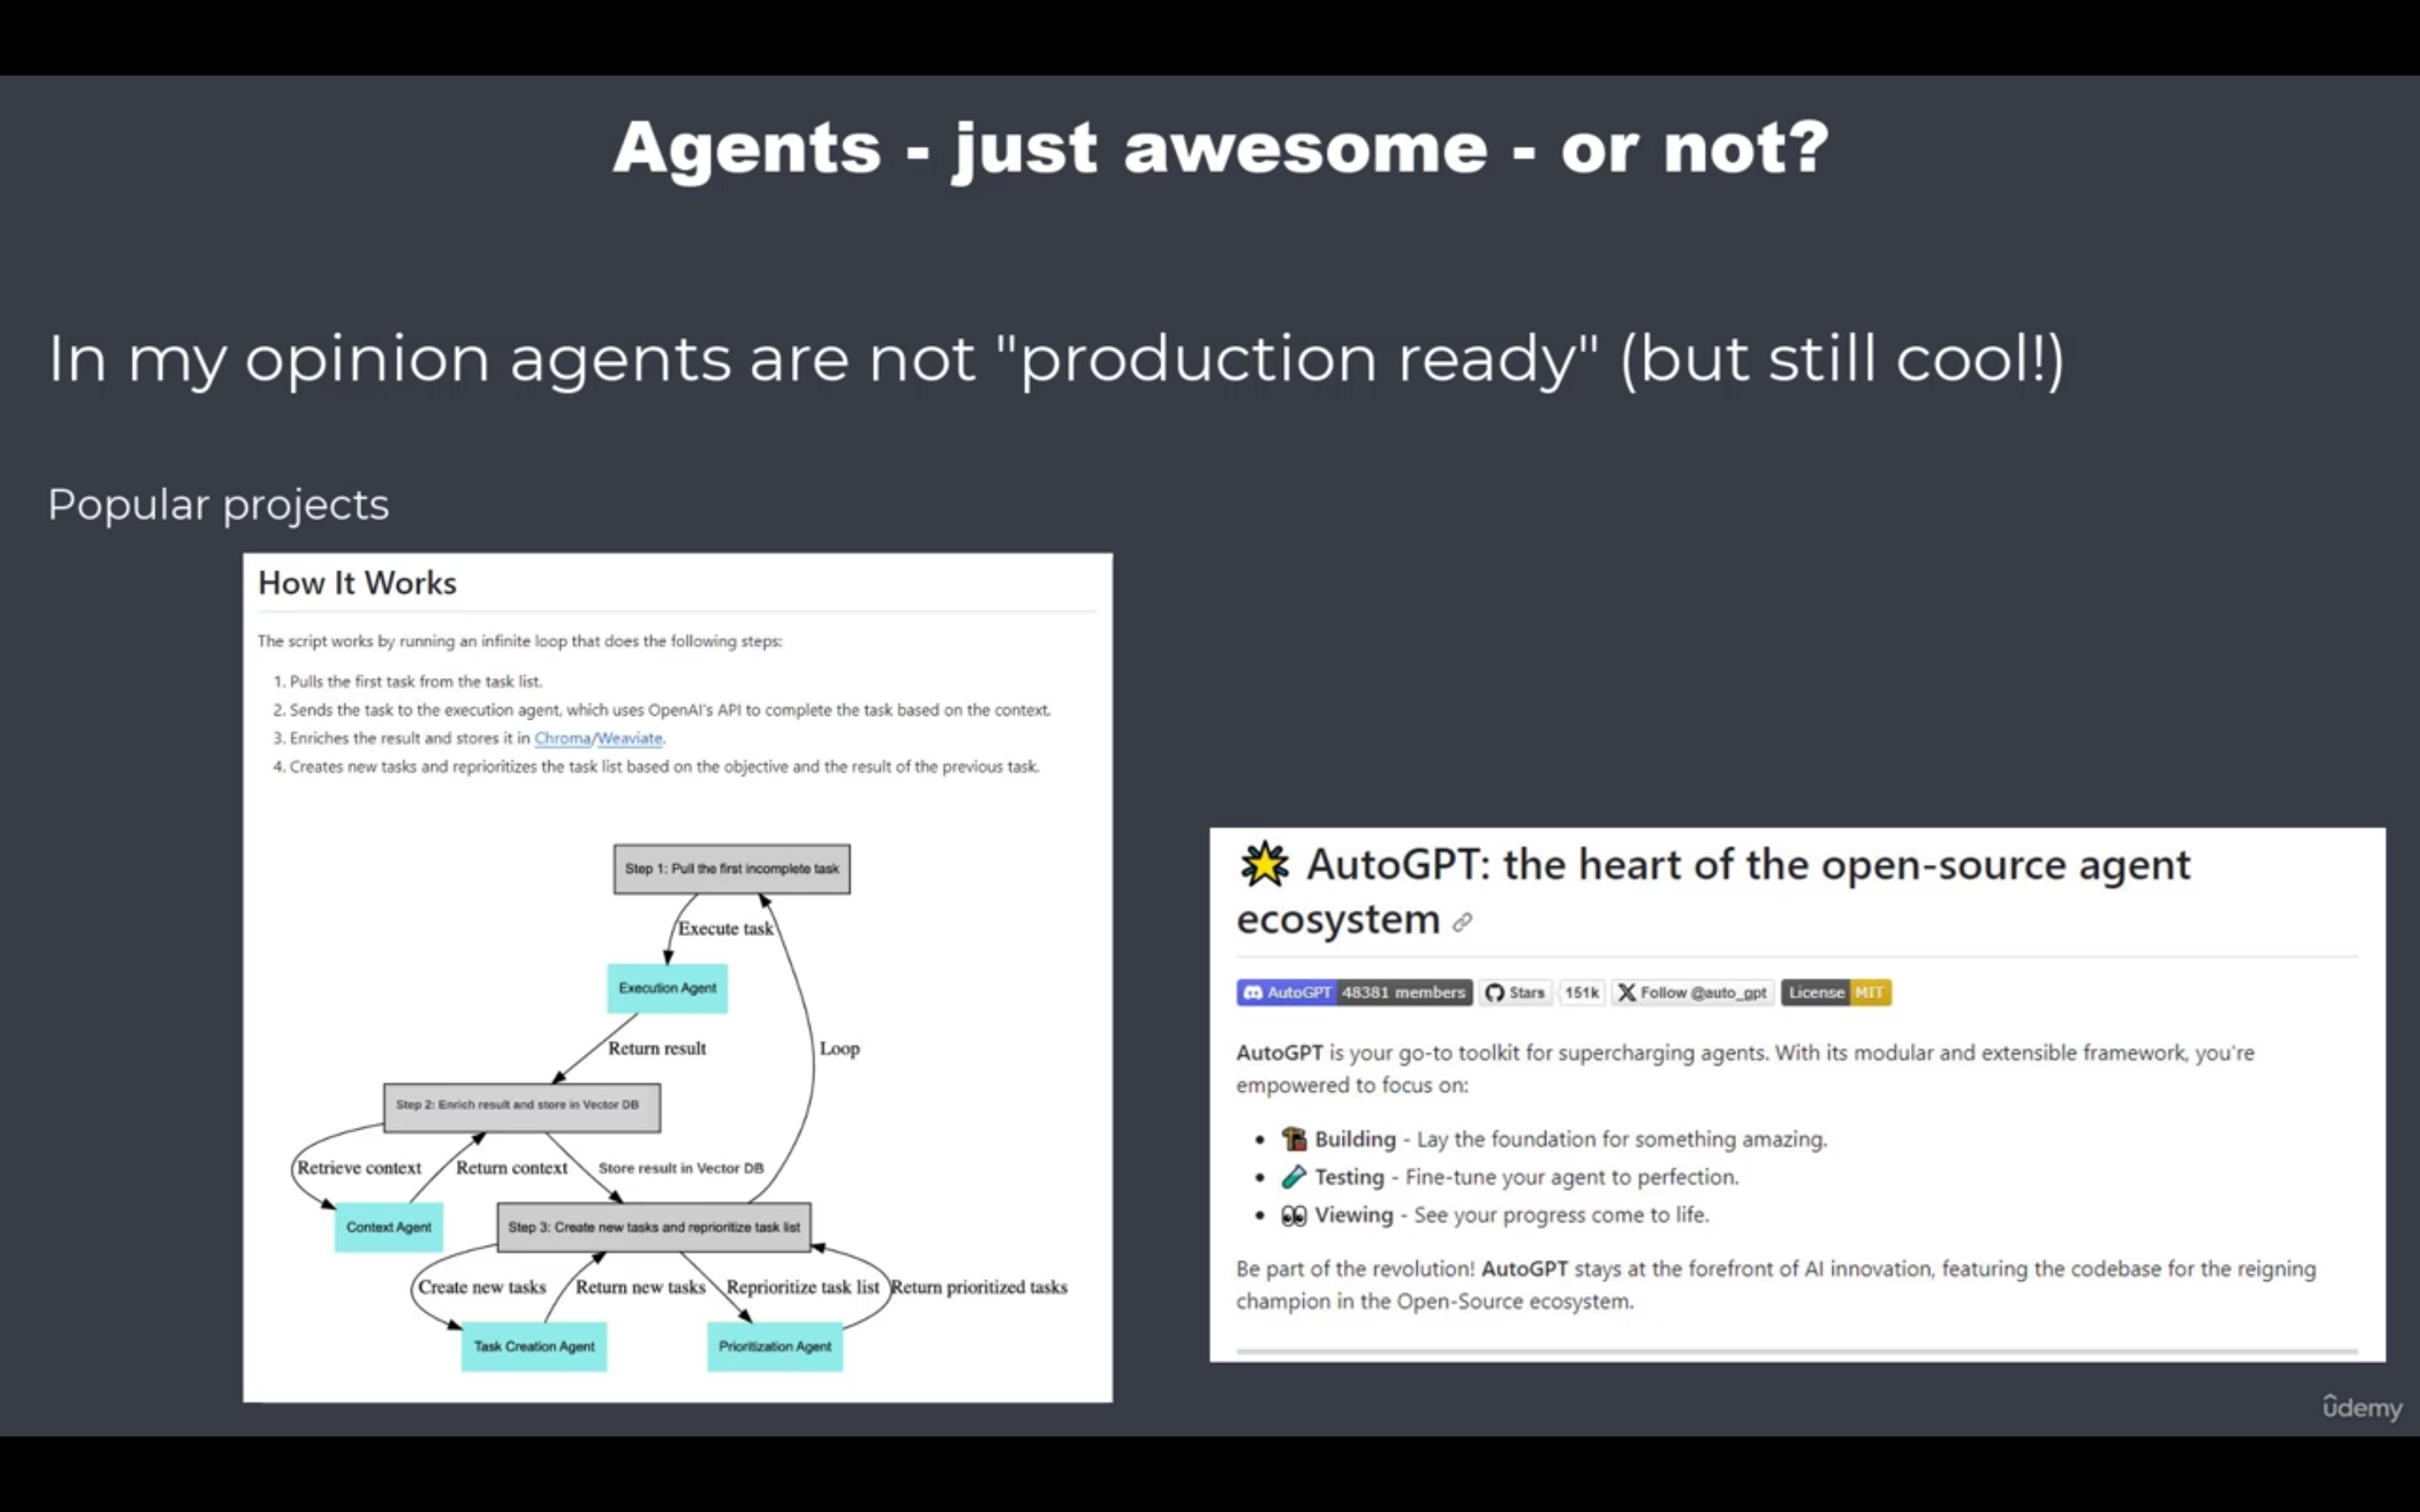 Agents - just awesome - or not?
In my opinion agents are not "production ready" (but still cool!)
Popular projects
How It Works
The script works by running an infinite loop that does the following steps:
1. Pulls the first task from the task list.
2. Sends the task to the execution agent, which uses OpenAI's API to complete the task based on the context.
3. Enriches the result and stores it in Chroma/Weaviate.
4. Creates new tasks and reprioritizes the task list based on the objective and the result of the previous task.
Step 1: Pull the first incomplete task
Execute task
Execution Agent
Return result
Loop
Step 2: Enrich result and store in Vector DB
Retrieve context
Return context
Store result in Vector DB
Context Agent
Step 3: Create new tasks and reprioritize task list
Create new tasks
Return new tasks
Reprioritize task list
Return prioritized tasks
Task Creation Agent
Prioritization Agent
AutoGPT: the heart of the open-source agent
ecosystem
AutoGPT 48381 members Stars 151k Follow @auto_gpt License MIT
AutoGPT is your go-to toolkit for supercharging agents. With its modular and extensible framework, you're
empowered to focus on:
• Building - Lay the foundation for something amazing.
• Testing - Fine-tune your agent to perfection.
• Viewing - See your progress come to life.
Be part of the revolution! AutoGPT stays at the forefront of AI innovation, featuring the codebase for the reigning
champion in the Open-Source ecosystem.
ûdemy